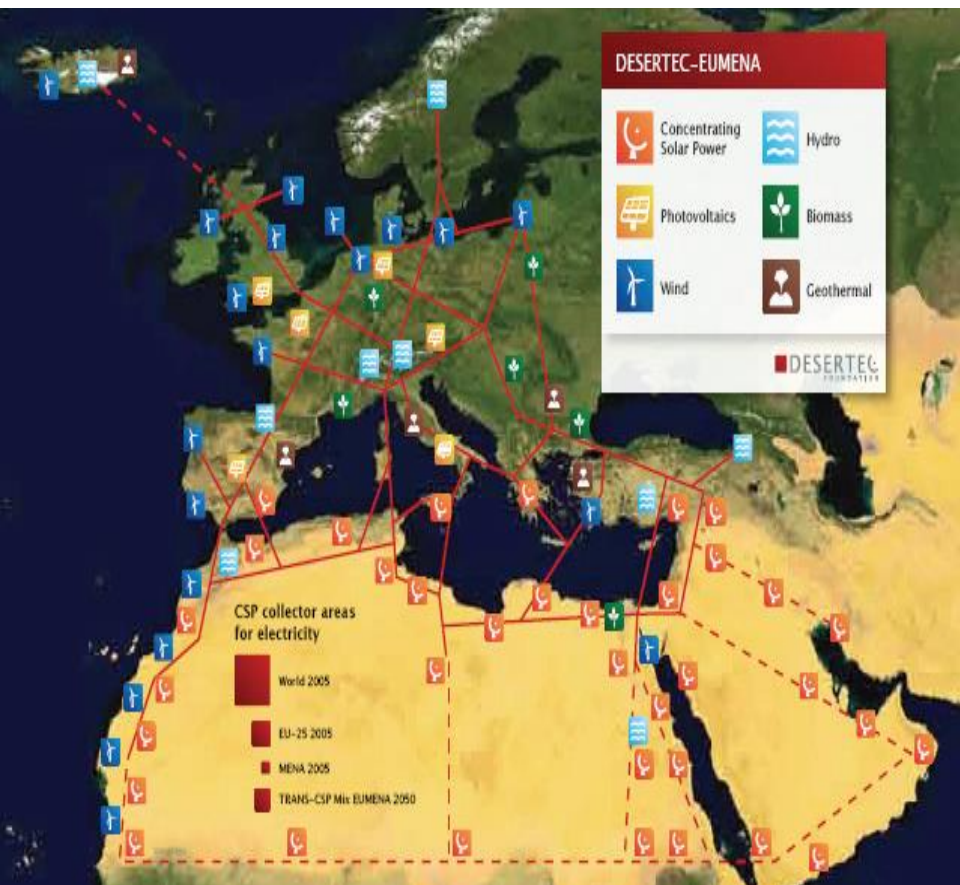 DESERTEC-EUMENA
Concentrating
Solar Power
Hydro
Photovoltaics
Biomass
Wind
Geothermal
DESERTEC
FOUNDATION
CSP collector areas
for electricity
World 2005
EU-25 2005
MENA 2005
TRANS-CSP Mix EUMENA 2050